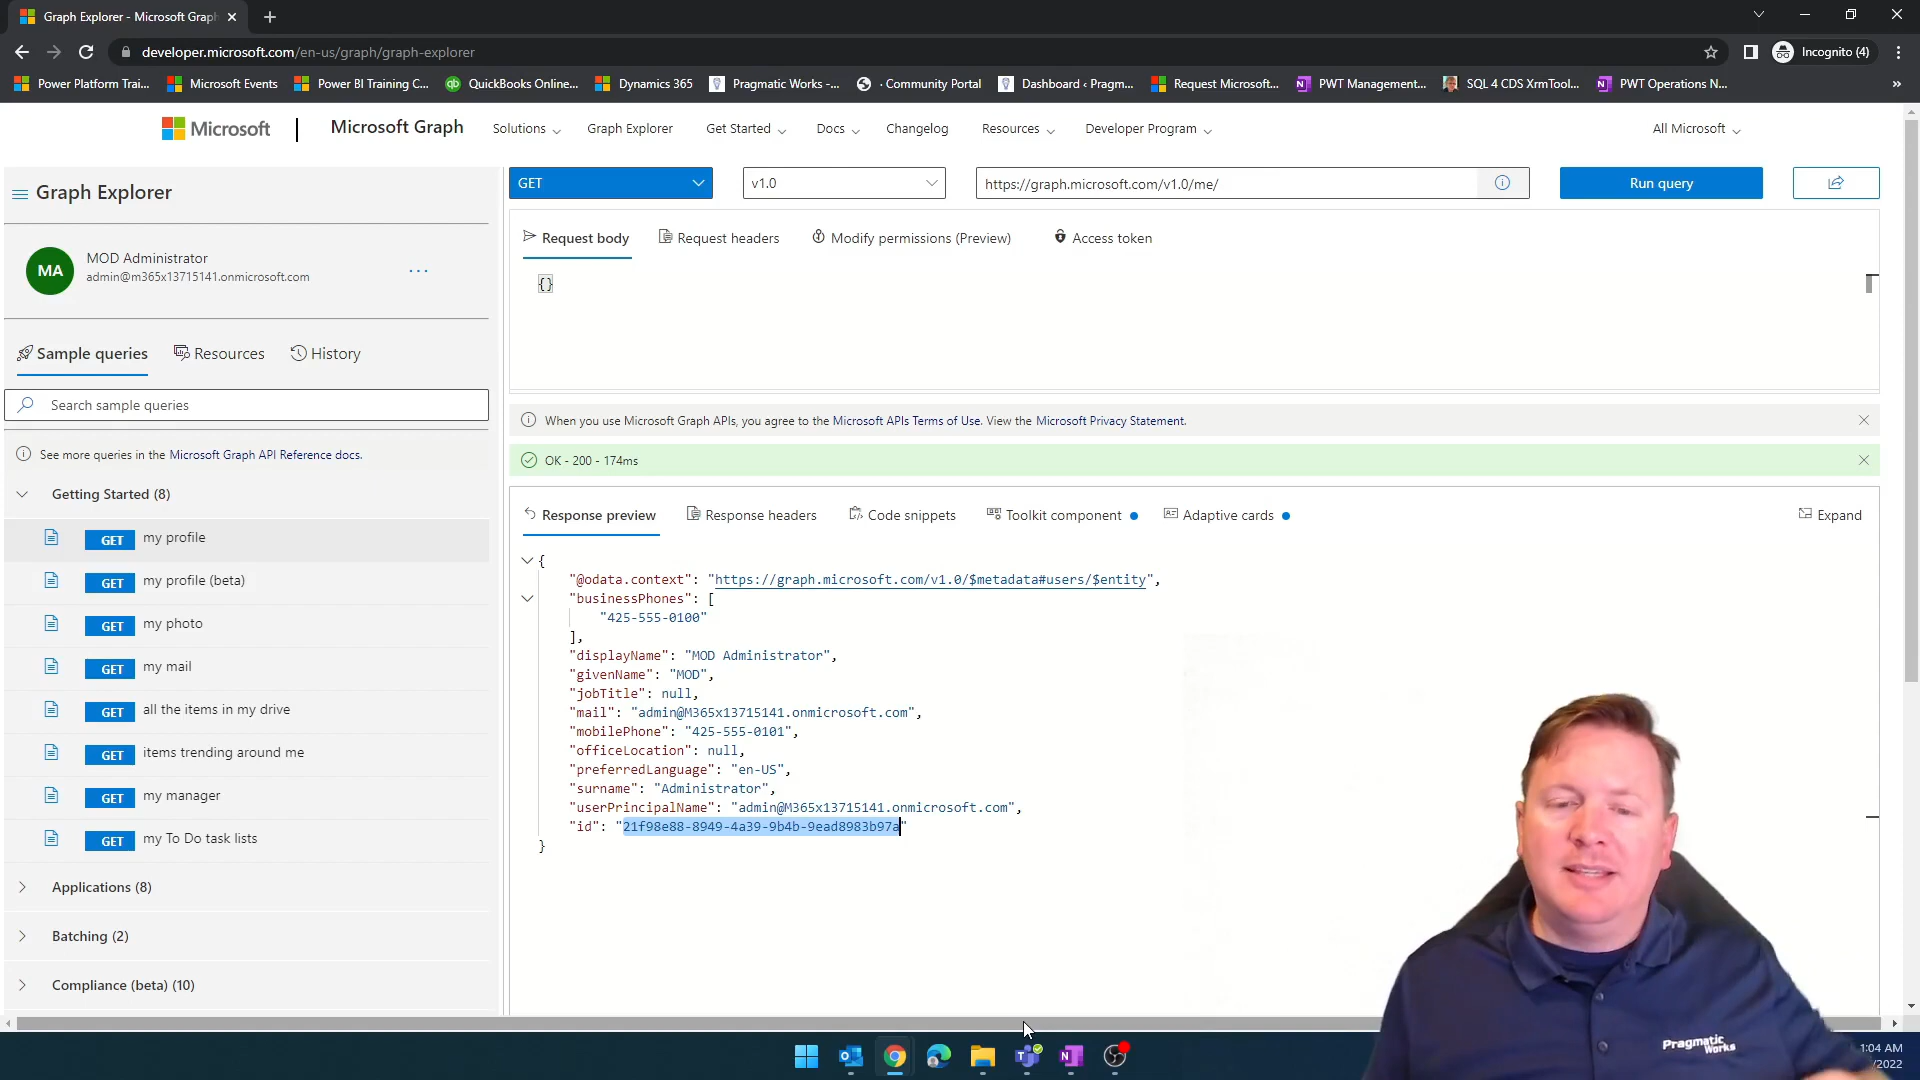 Graph Explorer - Microsoft Graph
developer.microsoft.com/en-us/graph/graph-explorer
Incognito (4)
Power Platform Trai...
Microsoft Events
Power BI Training C...
QuickBooks Online...
Dynamics 365
Pragmatic Works -...
· Community Portal
Dashboard ‹ Pragm...
Request Microsoft...
PWT Management...
SQL 4 CDS XrmTool...
PWT Operations N...
»
Microsoft
Microsoft Graph
Solutions
Graph Explorer
Get Started
Docs
Changelog
Resources
Developer Program
All Microsoft
Graph Explorer
MA
MOD Administrator
admin@m365x13715141.onmicrosoft.com
...
Sample queries
Resources
History
Search sample queries
See more queries in the Microsoft Graph API Reference docs.
Getting Started (8)
GET my profile
GET my profile (beta)
GET my photo
GET my mail
GET all the items in my drive
GET items trending around me
GET my manager
GET my To Do task lists
Applications (8)
Batching (2)
Compliance (beta) (10)
GET
v1.0
https://graph.microsoft.com/v1.0/me/
Run query
Request body
Request headers
Modify permissions (Preview)
Access token
{}
When you use Microsoft Graph APIs, you agree to the Microsoft APIs Terms of Use. View the Microsoft Privacy Statement.
OK - 200 - 174ms
Response preview
Response headers
Code snippets
Toolkit component
Adaptive cards
Expand
{
"@odata.context": "https://graph.microsoft.com/v1.0/$metadata#users/$entity",
"businessPhones": [
"425-555-0100"
],
"displayName": "MOD Administrator",
"givenName": "MOD",
"jobTitle": null,
"mail": "admin@M365x13715141.onmicrosoft.com",
"mobilePhone": "425-555-0101",
"officeLocation": null,
"preferredLanguage": "en-US",
"surname": "Administrator",
"userPrincipalName": "admin@M365x13715141.onmicrosoft.com",
"id": "21f98e88-8949-4a39-9b4b-9ead8983b97a"
}
Pragmatic
Works
1:04 AM
/2022